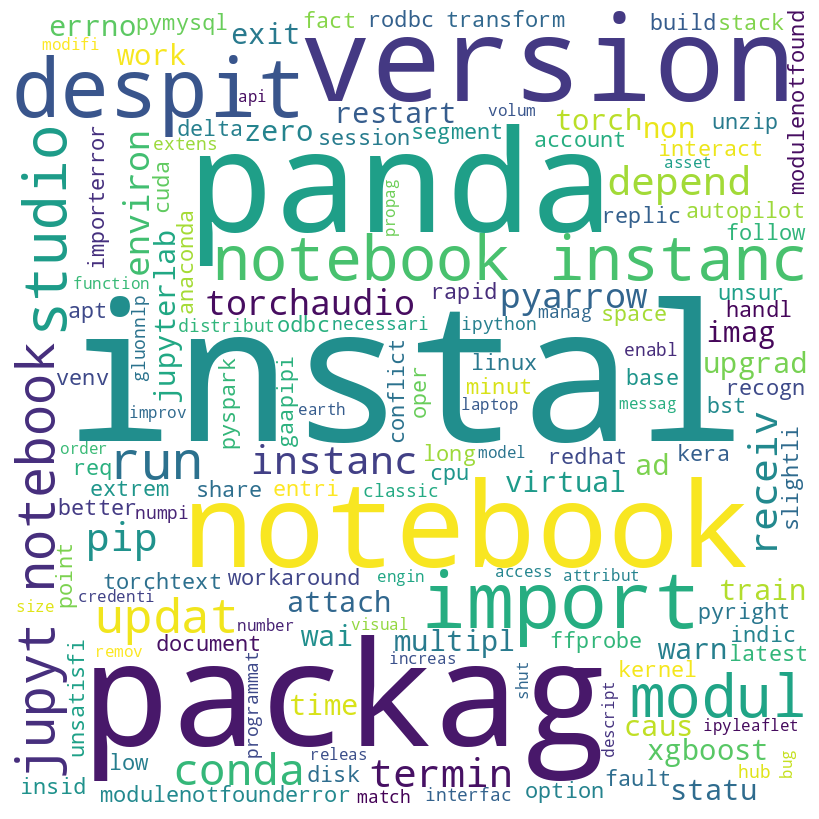 errno pymysql fact rodbc transform build stack
modifi work exit version
despit api restart volum
studio delta zero session segment torch non unzip modulenotfound
extens account interact
importerror environ cuda panda propag asset depend
anaconda replic autopilot
notebook instanc follow
function jupyterlab torchaudio rapid pyarrow unsur
apt distribut odbc necessari ipython manag space handl
gluonnlp instal linux enabl imag
venv pyspark gaapipi conflict oper minut base upgrad
improv earth laptop messag bst recogn
jupyt notebook order run instanc long model redhat kera receiv slightli
req cpu ad
extrem share entri classic virtual
better numpi pip notebook
point torchtext workaround engin access attribut train
size credenti updat number attach import pyright
document wai visual multipl ffprobe indic
unsatisfi remov packag increas warn latest
programmat time shut descript kernel modul
caus ipyleaflet
slow conda releas termin xgboost hub bug
insid disk option fault statu
modulenotfounderror match interfac